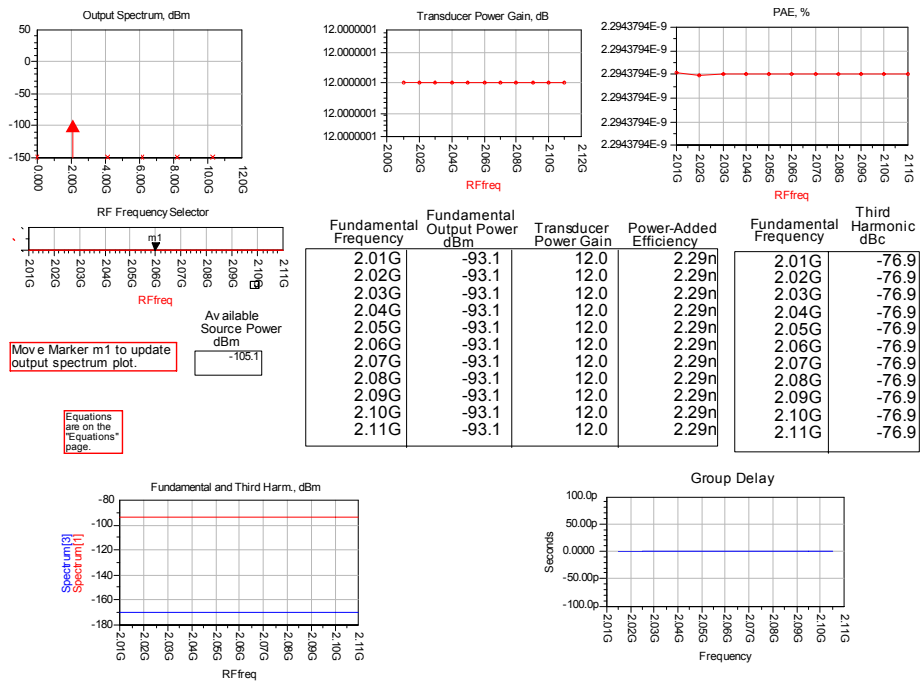 Output Spectrum, dBm
50
0
-50
-100
-150
0.000
2.0G
4.0G
6.00G
8.00G
10.0G
12.0G
Transducer Power Gain, dB
12.0000001
12.0000001
12.0000001
2.00G
2.02G
2.04G
2.06G
2.08G
2.10G
2.12G
RFfreq
PAE, %
2.2943794E-9
2.2943794E-9
2.2943794E-9
2.2943794E-9
2.2943794E-9
2.2943794E-9
2.01G
2.02G
2.03G
2.04G
2.05G
2.06G
2.07G
2.08G
2.09G
2.10G
2.11G
RFfreq
RF Frequency Selector
m1
2.01G
2.02G
2.03G
2.04G
2.05G
2.06G
2.07G
2.08G
2.09G
2.10G
2.11G
RFfreq
Move Marker m1 to update
output spectrum plot.
Available
Source Power
dBm
-105.1
Equations
are on the
"Equations"
page.
Fundamental Frequency Fundamental Output Power dBm Transducer Power Gain Power-Added Efficiency
2.01G -93.1 12.0 2.29n
2.02G -93.1 12.0 2.29n
2.03G -93.1 12.0 2.29n
2.04G -93.1 12.0 2.29n
2.05G -93.1 12.0 2.29n
2.06G -93.1 12.0 2.29n
2.07G -93.1 12.0 2.29n
2.08G -93.1 12.0 2.29n
2.09G -93.1 12.0 2.29n
2.10G -93.1 12.0 2.29n
2.11G -93.1 12.0 2.29n
Fundamental Frequency Third Harmonic dBc
2.01G -76.9
2.02G -76.9
2.03G -76.9
2.04G -76.9
2.05G -76.9
2.06G -76.9
2.07G -76.9
2.08G -76.9
2.09G -76.9
2.10G -76.9
2.11G -76.9
Fundamental and Third Harm., dBm
Spectrum[3]
Spectrum[1]
-80
-100
-120
-140
-160
-180
2.01G
2.02G
2.03G
2.04G
2.05G
2.06G
2.07G
2.08G
2.09G
2.10G
2.11G
RFfreq
Group Delay
Seconds
100.0p
50.00p
0.0000
-50.00p
-100.0p
2.01G
2.02G
2.03G
2.04G
2.05G
2.06G
2.07G
2.08G
2.09G
2.10G
2.11G
Frequency